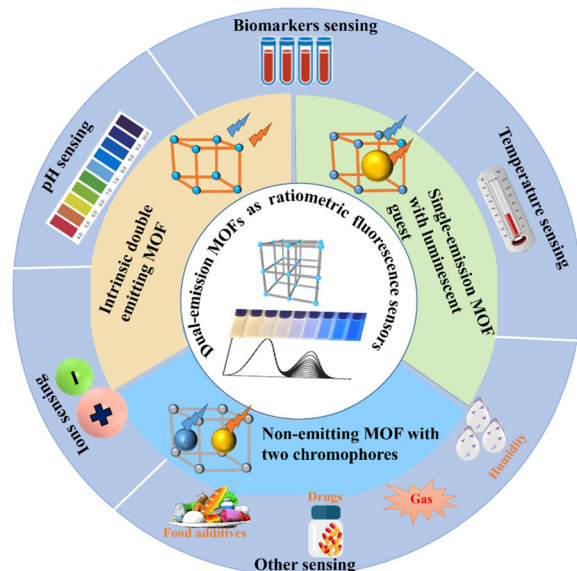 Biomarkers sensing
pH sensing
Temperature sensing
Intrinsic double
emitting MOF
Single-emission MOF
with luminescent
guest
Dual-emission MOFs as ratiometric fluorescence sensors
Ions sensing
Non-emitting MOF with
two chromophores
Humidity
Gas
Drugs
Food additives
Other sensing